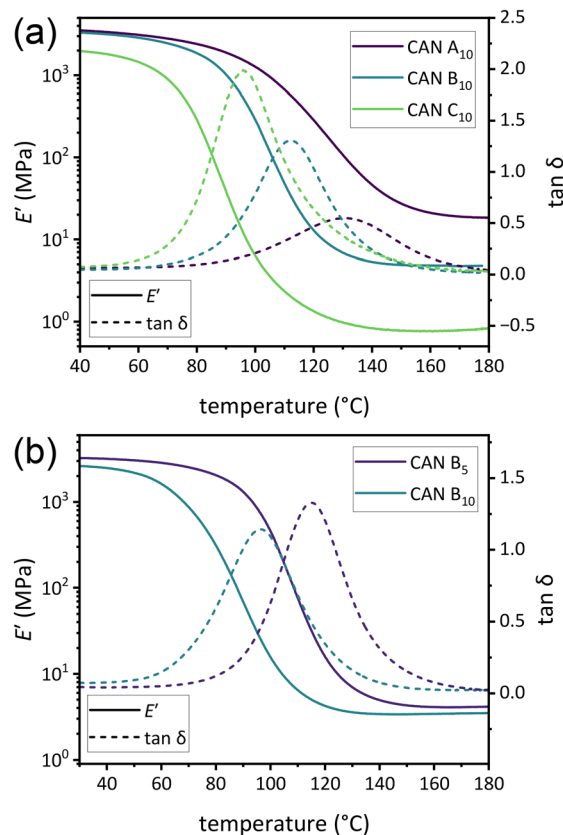 (a)
E' (MPa)
10³
10²
10¹
10⁰
CAN A₁₀
CAN B₁₀
CAN C₁₀
E'
tan δ
2.5
2.0
1.5
1.0
0.5
0.0
−0.5
tan δ
40 60 80 100 120 140 160 180
temperature (°C)
(b)
E' (MPa)
10³
10²
10¹
10⁰
CAN B₅
CAN B₁₀
E'
tan δ
1.5
1.0
0.5
0.0
tan δ
40 60 80 100 120 140 160 180
temperature (°C)